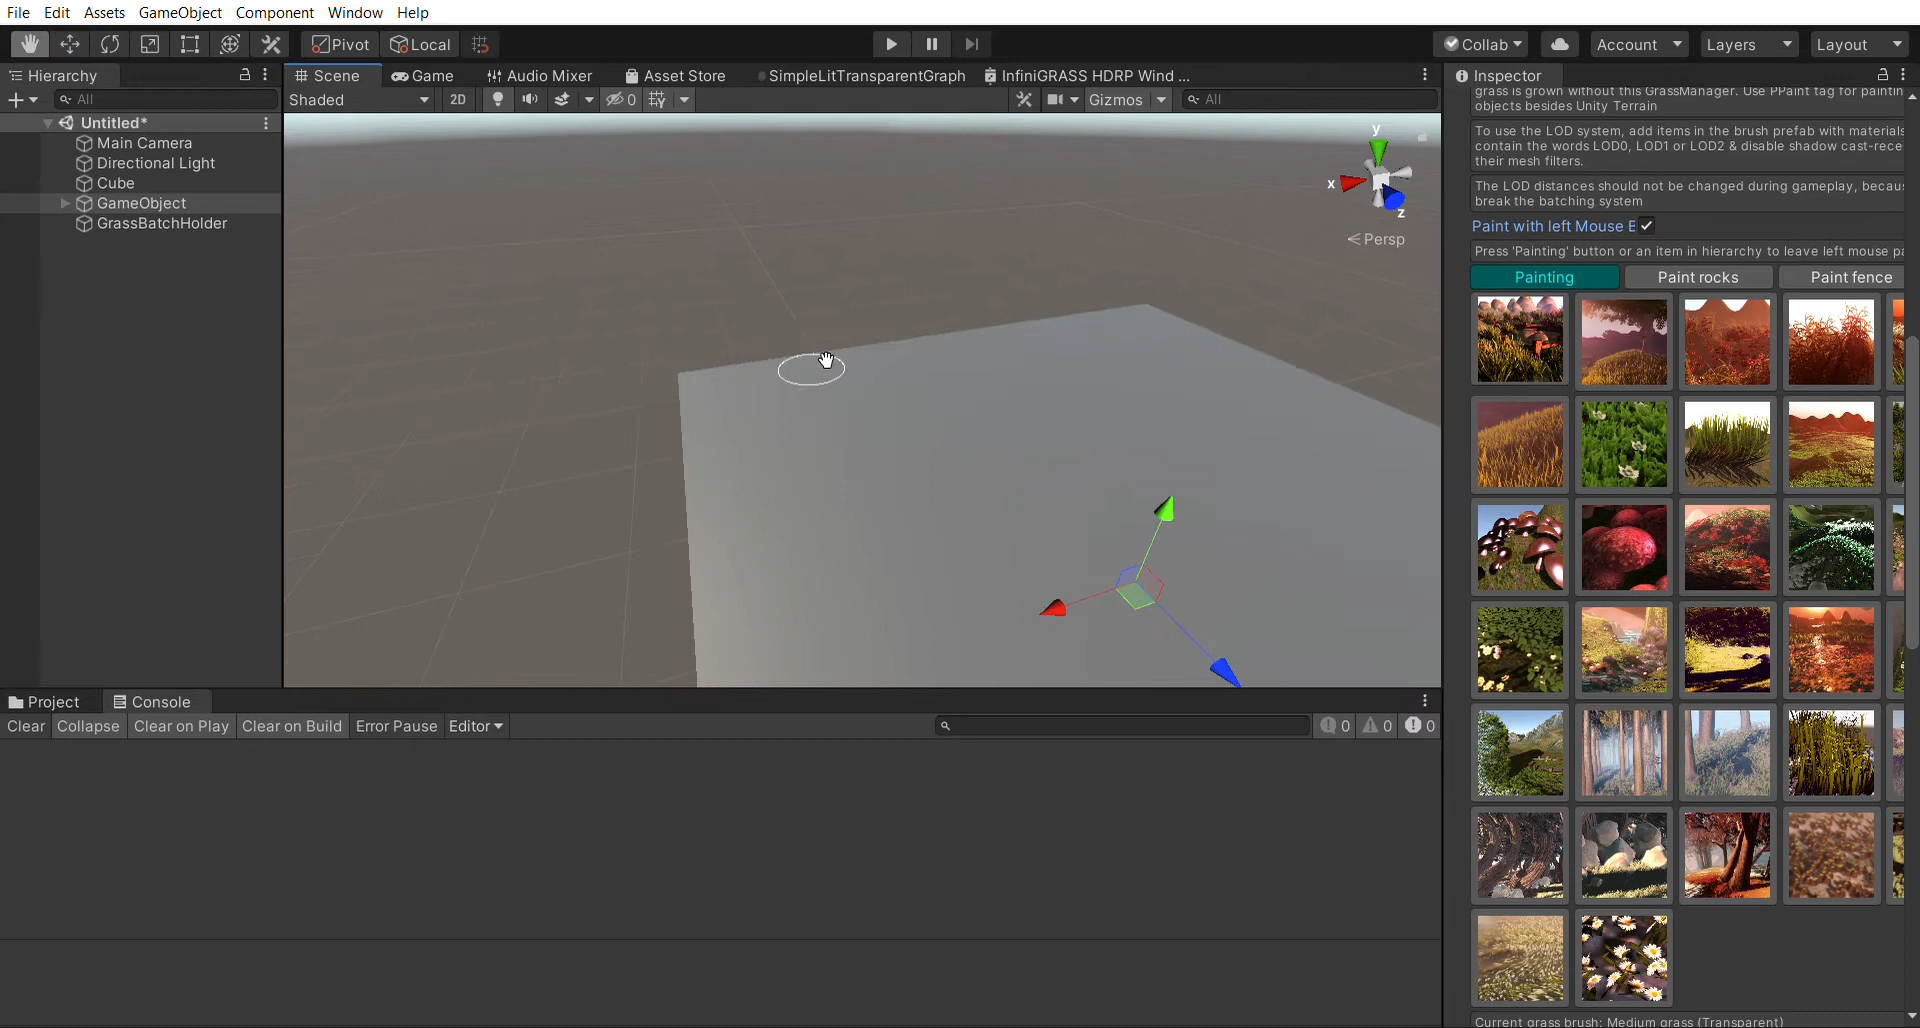 File Edit Assets GameObject Component Window Help
Pivot Local Collab Account Layers Layout
Hierarchy Scene Game Audio Mixer Asset Store SimpleLitTransparentGraph InfiniGRASS HDRP Wind ... Inspector
All Shaded 2D 0 Gizmos All
grass is grown without this GrassManager. Use PPaint tag for paintin
objects besides Unity Terrain
Untitled*
Main Camera
Directional Light
Cube
GameObject
GrassBatchHolder
y
x
z
Persp
To use the LOD system, add items in the brush prefab with materials
contain the words LOD0, LOD1 or LOD2 & disable shadow cast-rece
their mesh filters.
The LOD distances should not be changed during gameplay, becau
break the batching system
Paint with left Mouse E
Press 'Painting' button or an item in hierarchy to leave left mouse pa
Painting Paint rocks Paint fence
Project Console
Clear Collapse Clear on Play Clear on Build Error Pause Editor 0 0 0
Current grass brush: Medium grass (Transparent)